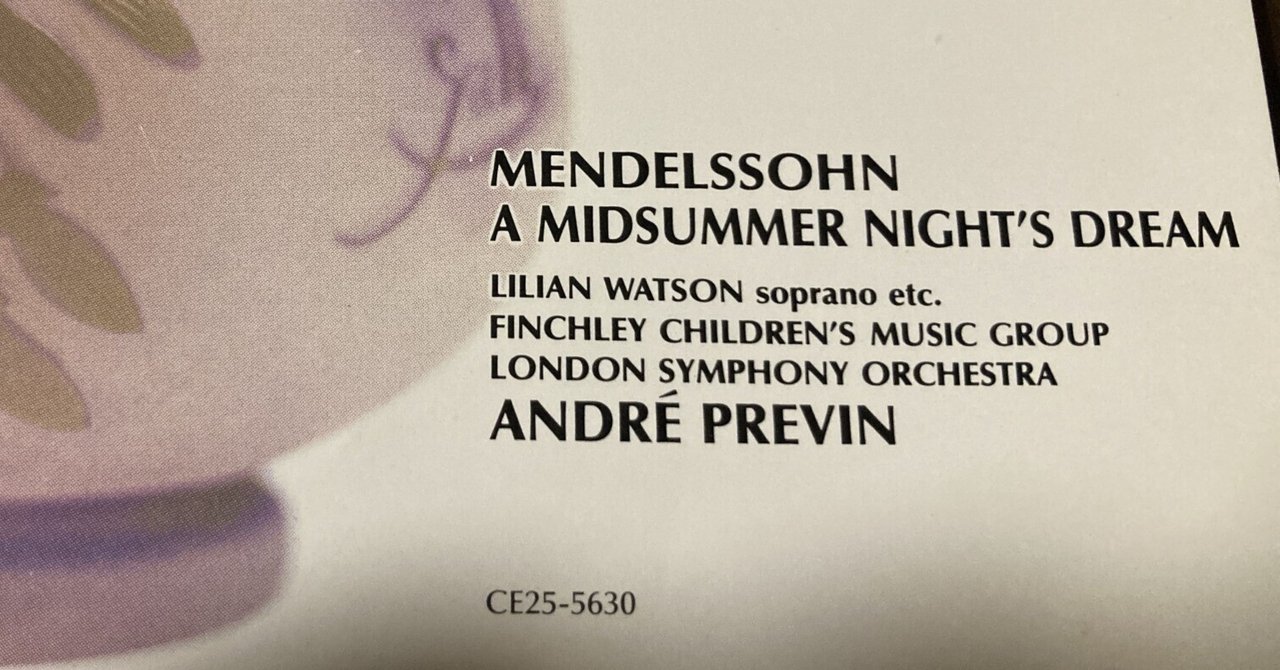 MENDELSSOHN
A MIDSUMMER NIGHT'S DREAM
LILIAN WATSON soprano etc.
FINCHLEY CHILDREN'S MUSIC GROUP
LONDON SYMPHONY ORCHESTRA
ANDRÉ PREVIN
CE25-5630